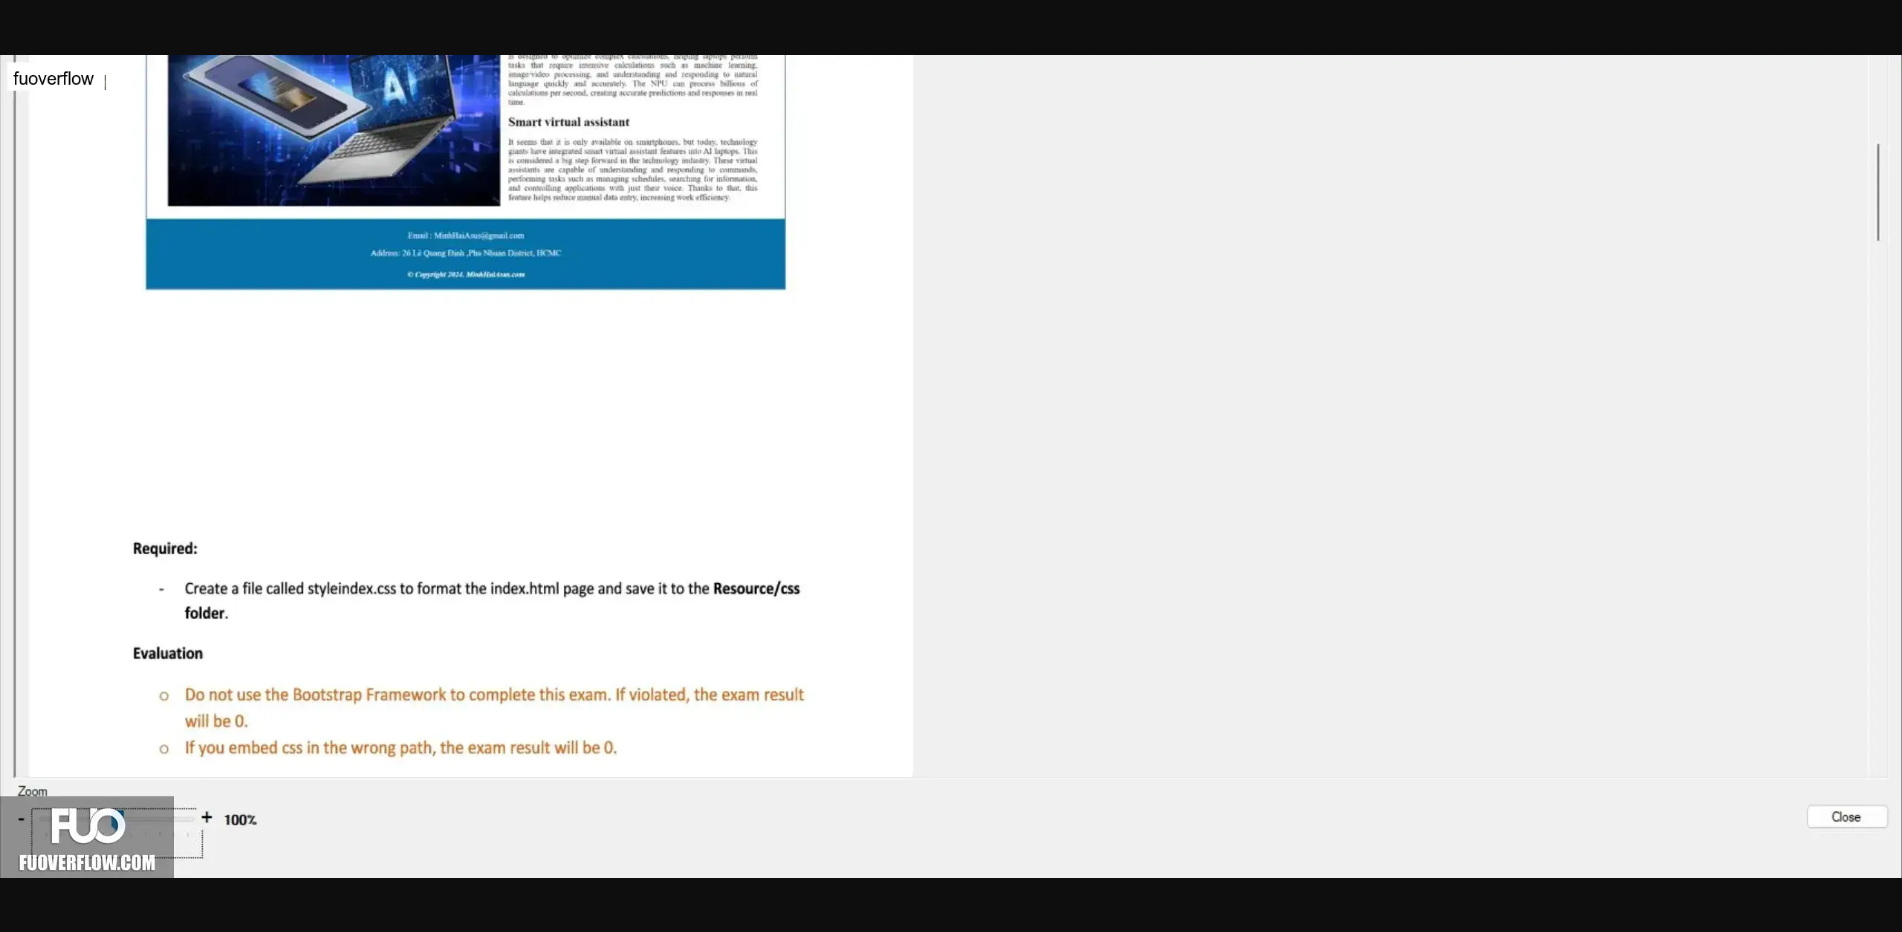 fuoverflow
AI
is designed to optimize complex calculations, helping laptops perform
tasks that require intensive calculations such as machine learning,
image/video processing, and understanding and responding to natural
language quickly and accurately. The NPU can process billions of
calculations per second, creating accurate predictions and responses in real
time.
Smart virtual assistant
It seems that it is only available on smartphones, but today, technology
giants have integrated smart virtual assistant features into AI laptops. This
is considered a big step forward in the technology industry. These virtual
assistants are capable of understanding and responding to commands,
performing tasks such as managing schedules, searching for information,
and controlling applications with just their voice. Thanks to that, this
feature helps reduce manual data entry, increasing work efficiency.
Email : MinhHaiAsus@gmail.com
Address: 26 Lê Quang Định ,Phu Nhuan District, HCMC
© Copyright 2024, MinhHaiAsus.com
Required:
- Create a file called styleindex.css to format the index.html page and save it to the Resource/css
folder.
Evaluation
o Do not use the Bootstrap Framework to complete this exam. If violated, the exam result
will be 0.
o If you embed css in the wrong path, the exam result will be 0.
Zoom
- + 100%
Close
FUO
FUOVERFLOW.COM